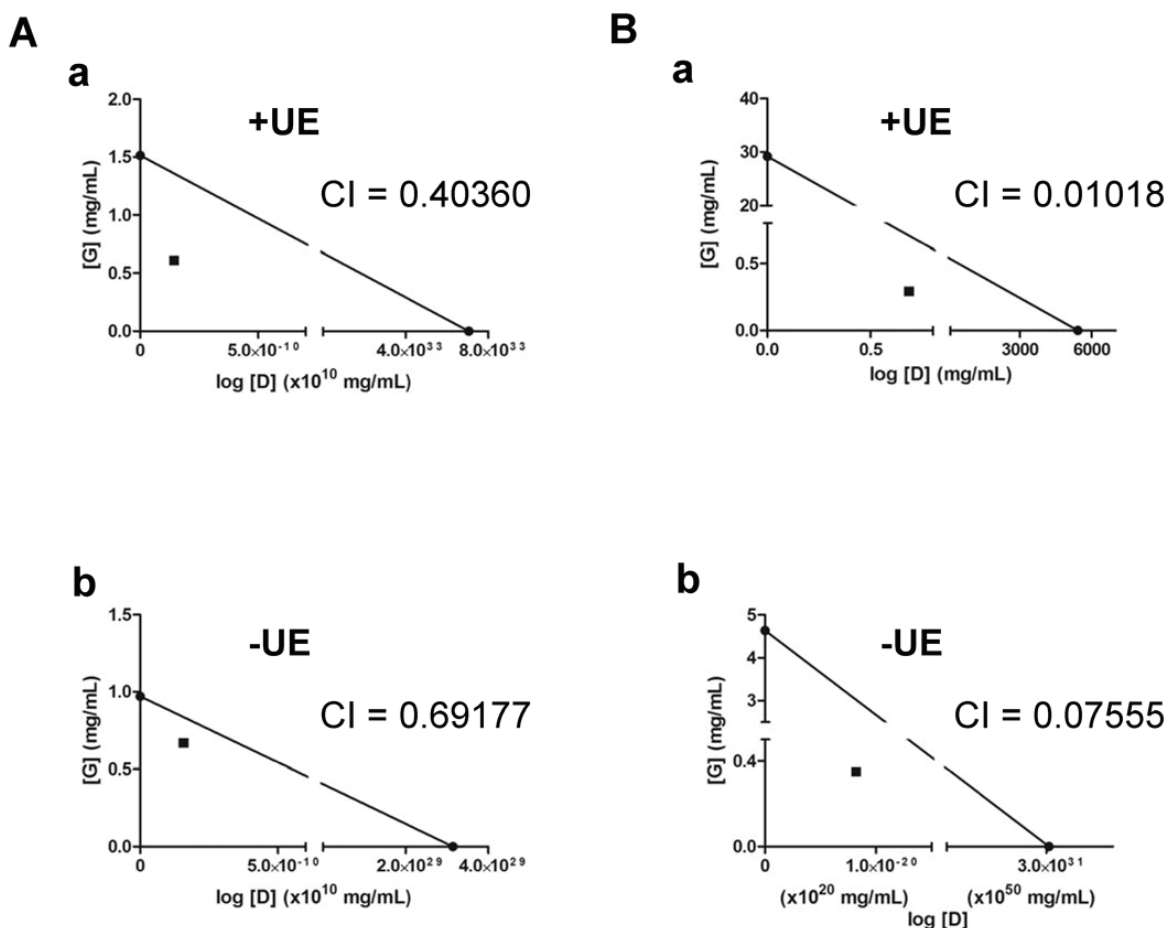 A
a
+UE
CI = 0.40360
[G] (mg/mL)
2.0
1.5
1.0
0.5
0.0
0
5.0×10⁻¹⁰
4.0×10³³
8.0×10³³
log [D] (x10¹⁰ mg/mL)
B
a
+UE
CI = 0.01018
[G] (mg/mL)
40
30
20
0.5
0.0
0.0
0.5
3000
6000
log [D] (mg/mL)
b
-UE
CI = 0.69177
[G] (mg/mL)
1.5
1.0
0.5
0.0
0
5.0×10⁻¹⁰
2.0×10²⁹
4.0×10²⁹
log [D] (x10¹⁰ mg/mL)
b
-UE
CI = 0.07555
[G] (mg/mL)
5
4
3
0.4
0.0
0
1.0×10⁻²⁰
3.0×10³¹
(x10²⁰ mg/mL)
(x10⁵⁰ mg/mL)
log [D]